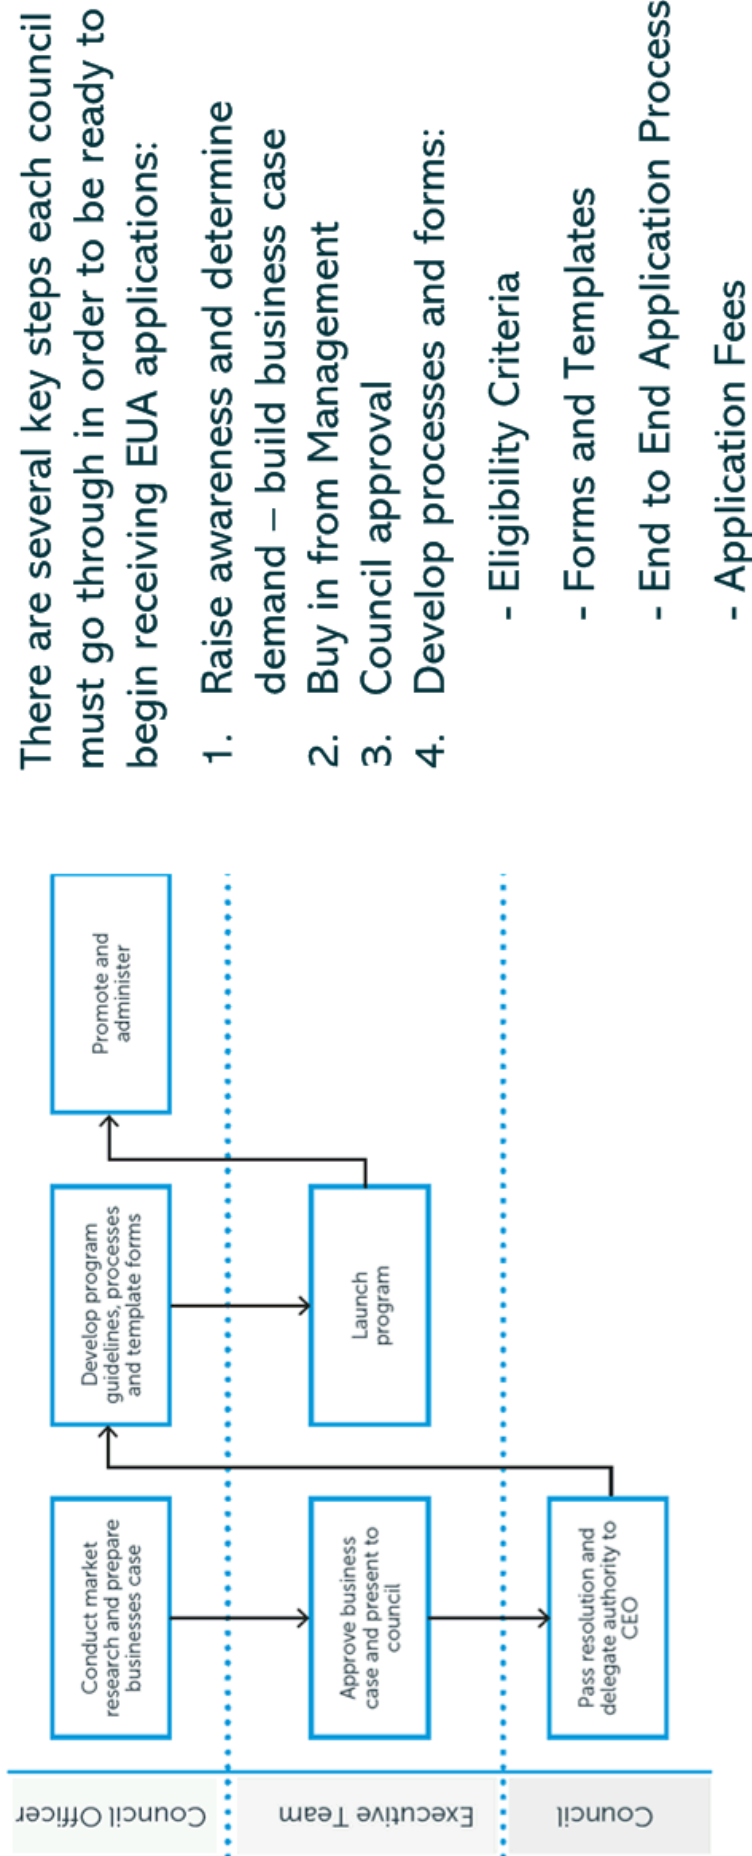 Council Officer
Executive Team
Council
Conduct market
research and prepare
businesses case
Approve business
case and present to
council
Pass resolution and
delegate authority to
CEO
Develop program
guidelines, processes
and template forms
Launch
program
Promote and
administer
There are several key steps each council
must go through in order to be ready to
begin receiving EUA applications:
1. Raise awareness and determine
demand – build business case
2. Buy in from Management
3. Council approval
4. Develop processes and forms:
- Eligibility Criteria
- Forms and Templates
- End to End Application Process
- Application Fees